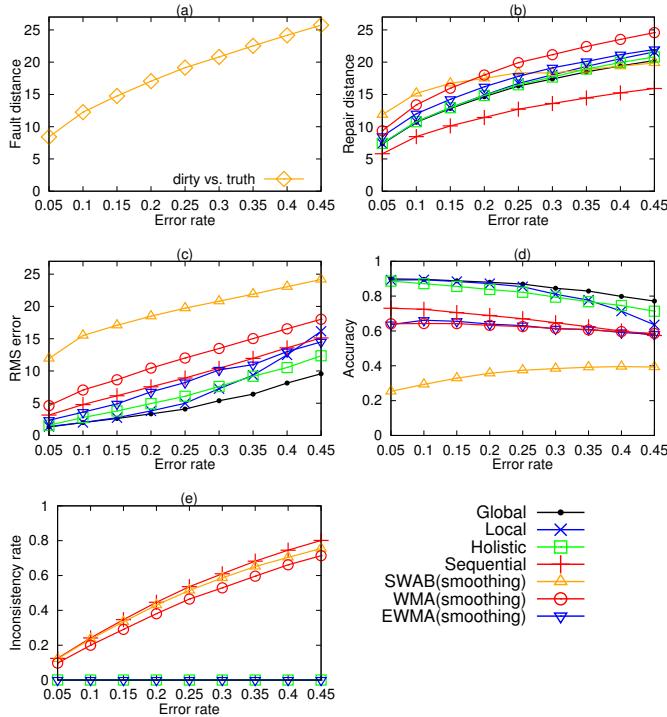 (a)
Fault distance
25
20
15
10
5
0
dirty vs. truth
0.05 0.1 0.15 0.2 0.25 0.3 0.35 0.4 0.45
Error rate
(b)
Repair distance
25
20
15
10
5
0
0.05 0.1 0.15 0.2 0.25 0.3 0.35 0.4 0.45
Error rate
(c)
RMS error
25
20
15
10
5
0
0.05 0.1 0.15 0.2 0.25 0.3 0.35 0.4 0.45
Error rate
(d)
Accuracy
1
0.8
0.6
0.4
0.2
0
0.05 0.1 0.15 0.2 0.25 0.3 0.35 0.4 0.45
Error rate
(e)
Inconsistency rate
1
0.8
0.6
0.4
0.2
0
0.05 0.1 0.15 0.2 0.25 0.3 0.35 0.4 0.45
Error rate
Global
Local
Holistic
Sequential
SWAB(smoothing)
WMA(smoothing)
EWMA(smoothing)